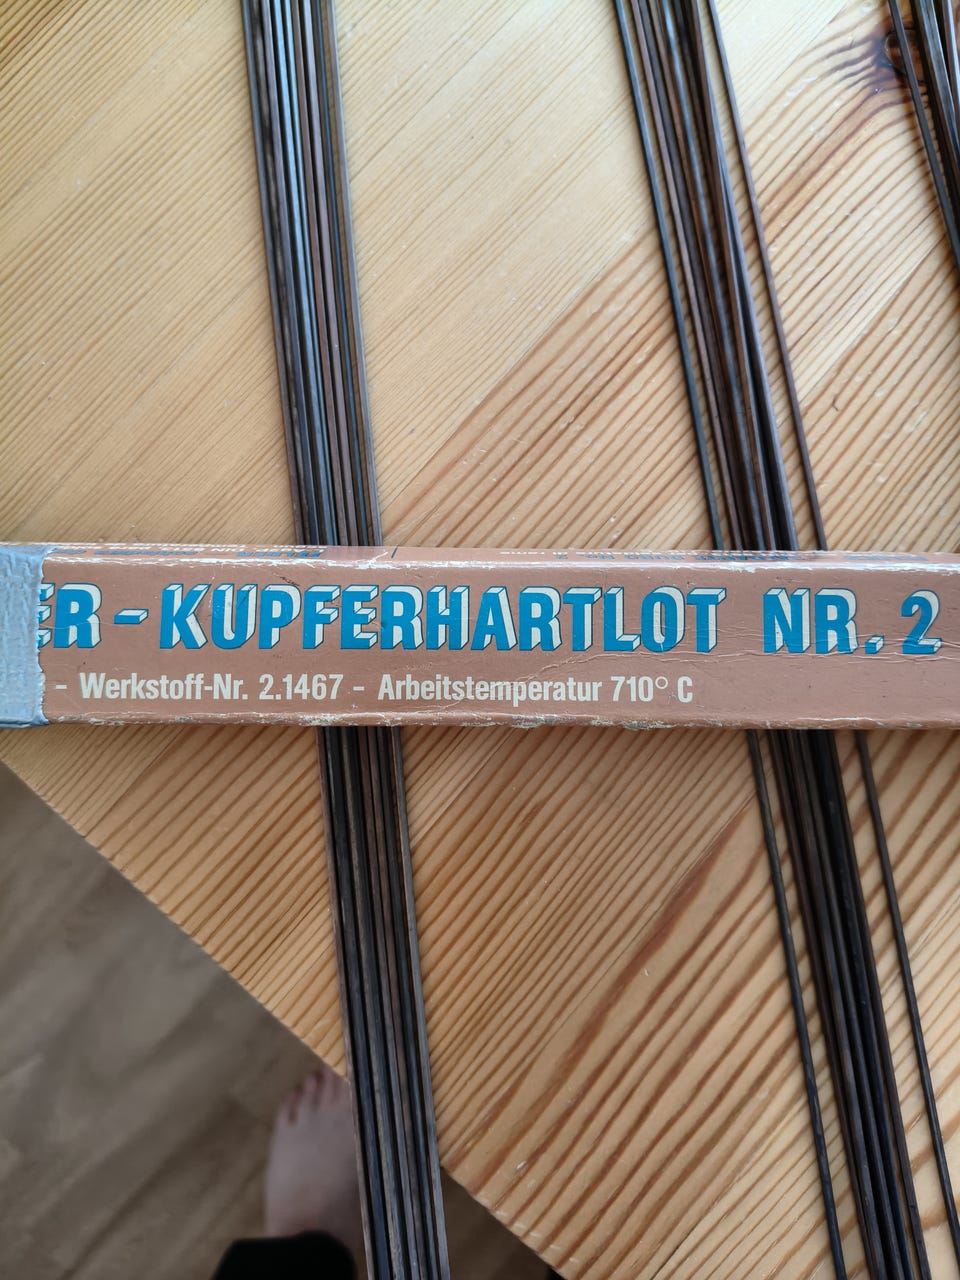 ER - KUPFERHARTLOT NR. 2
- Werkstoff-Nr. 2.1467 - Arbeitstemperatur 710° C